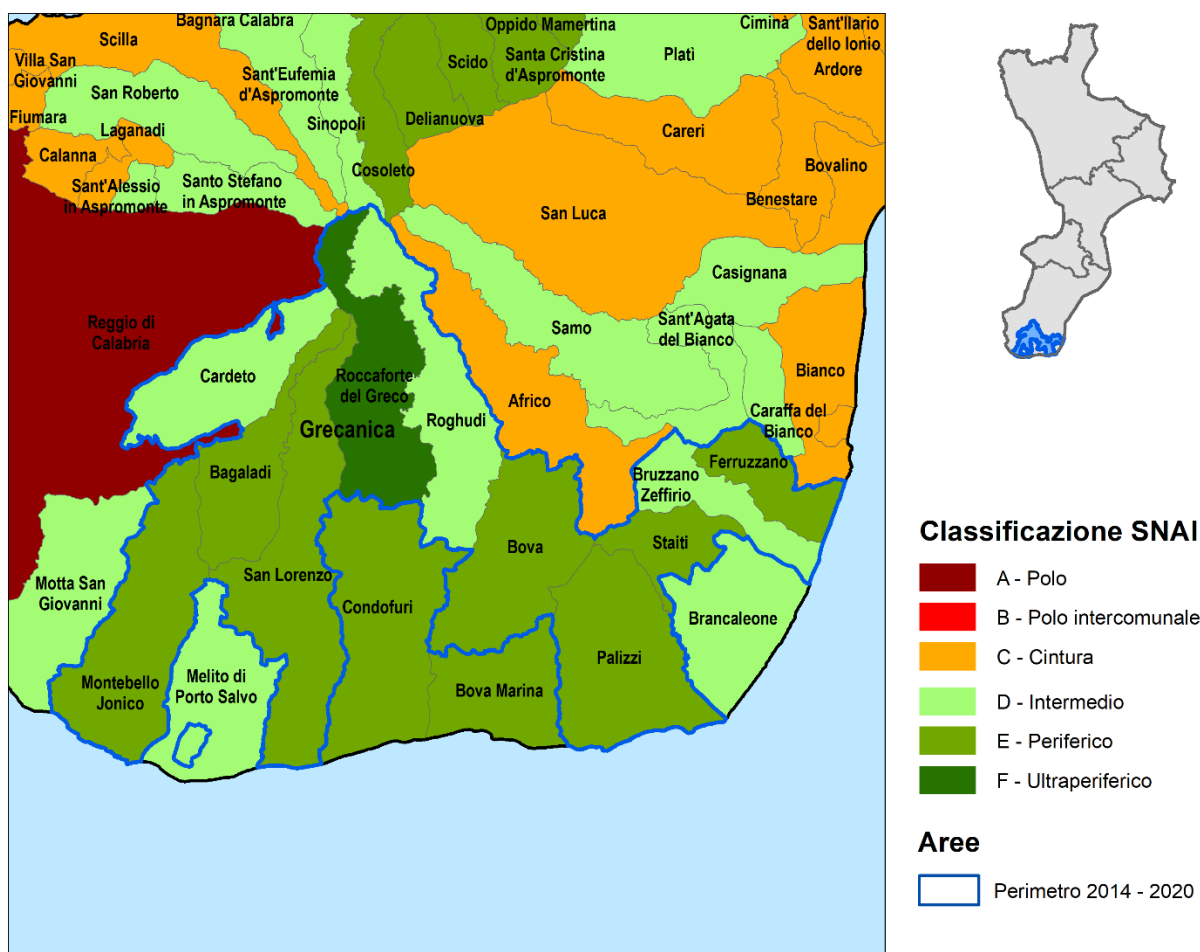 Bagnara Calabra
Oppido Mamertina
Ciminà
Sant'Ilario
dello Ionio
Scilla
Villa San
Giovanni
Sant'Eufemia
d'Aspromonte
Scido
Santa Cristina
d'Aspromonte
Platì
Ardore
San Roberto
Fiumara
Sinopoli
Delianuova
Laganadi
Careri
Calanna
Cosoleto
Bovalino
Sant'Alessio
in Aspromonte
Santo Stefano
in Aspromonte
Benestare
San Luca
Casignana
Reggio di
Calabria
Samo
Sant'Agata
del Bianco
Cardeto
Roccaforte
del Greco
Bianco
Africo
Roghudi
Caraffa del
Bianco
Grecanica
Ferruzzano
Bagaladi
Bruzzano
Zeffirio
Bova
Staiti
Motta San
Giovanni
San Lorenzo
Condofuri
Brancaleone
Palizzi
Montebello
Jonico
Melito di
Porto Salvo
Bova Marina
Classificazione SNAI
A - Polo
B - Polo intercomunale
C - Cintura
D - Intermedio
E - Periferico
F - Ultraperiferico
Aree
Perimetro 2014 - 2020